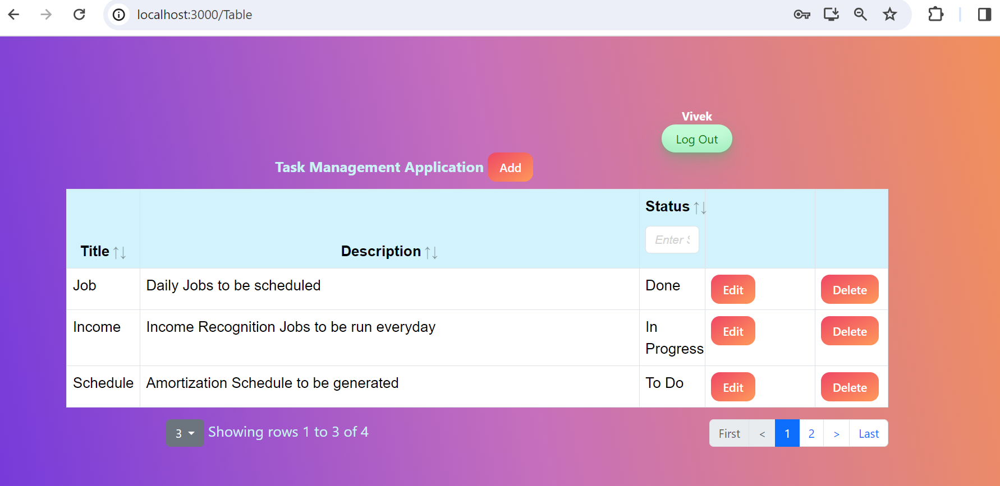 localhost:3000/Table
Vivek
Log Out
Task Management Application Add
Title ↑↓ Description ↑↓ Status ↑↓
Enter S
Job Daily Jobs to be scheduled Done Edit Delete
Income Income Recognition Jobs to be run everyday In Progress Edit Delete
Schedule Amortization Schedule to be generated To Do Edit Delete
3 Showing rows 1 to 3 of 4 First < 1 2 > Last